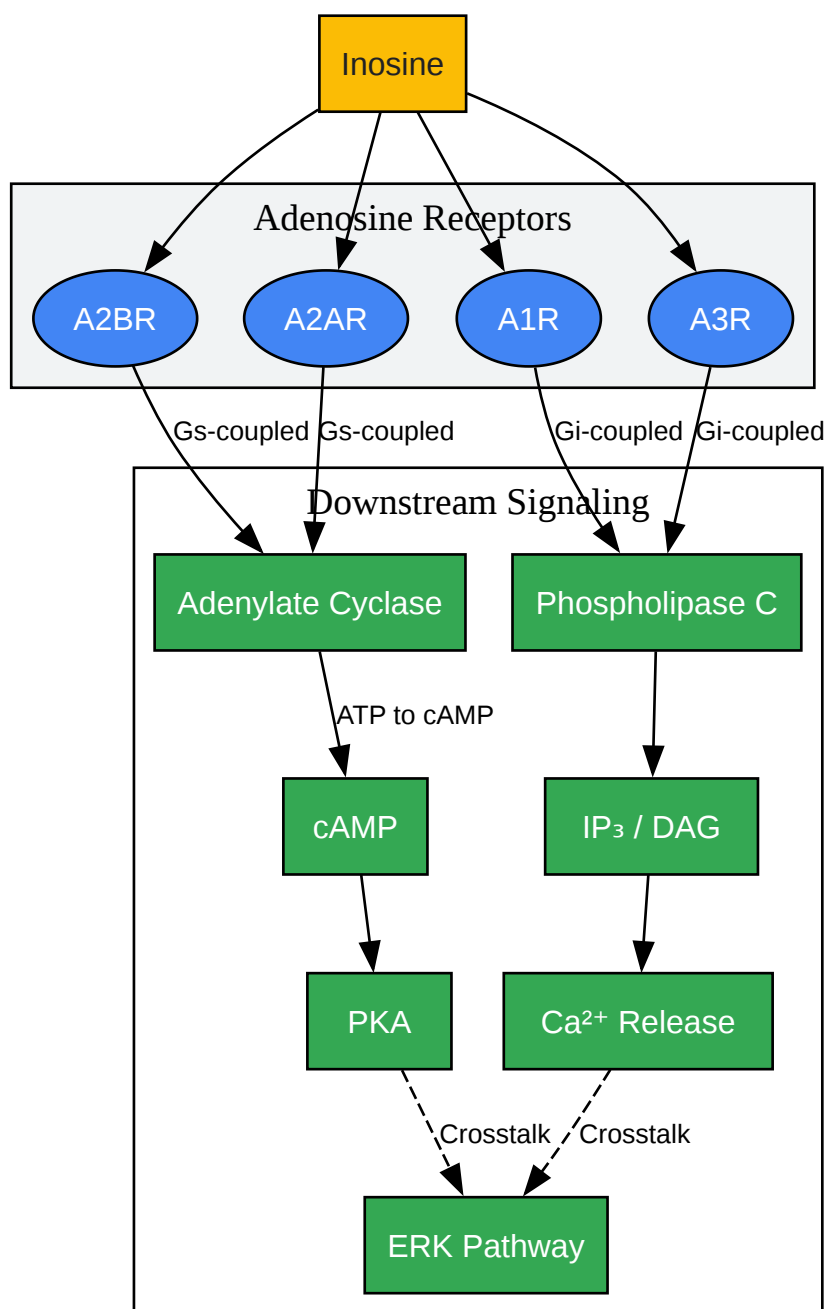 Inosine
Adenosine Receptors
A2BR
A2AR
A1R
A3R
Gs-coupled
Gs-coupled
Gi-coupled
Gi-coupled
Downstream Signaling
Adenylate Cyclase
Phospholipase C
ATP to cAMP
cAMP
IP₃ / DAG
PKA
Ca²⁺ Release
Crosstalk
Crosstalk
ERK Pathway